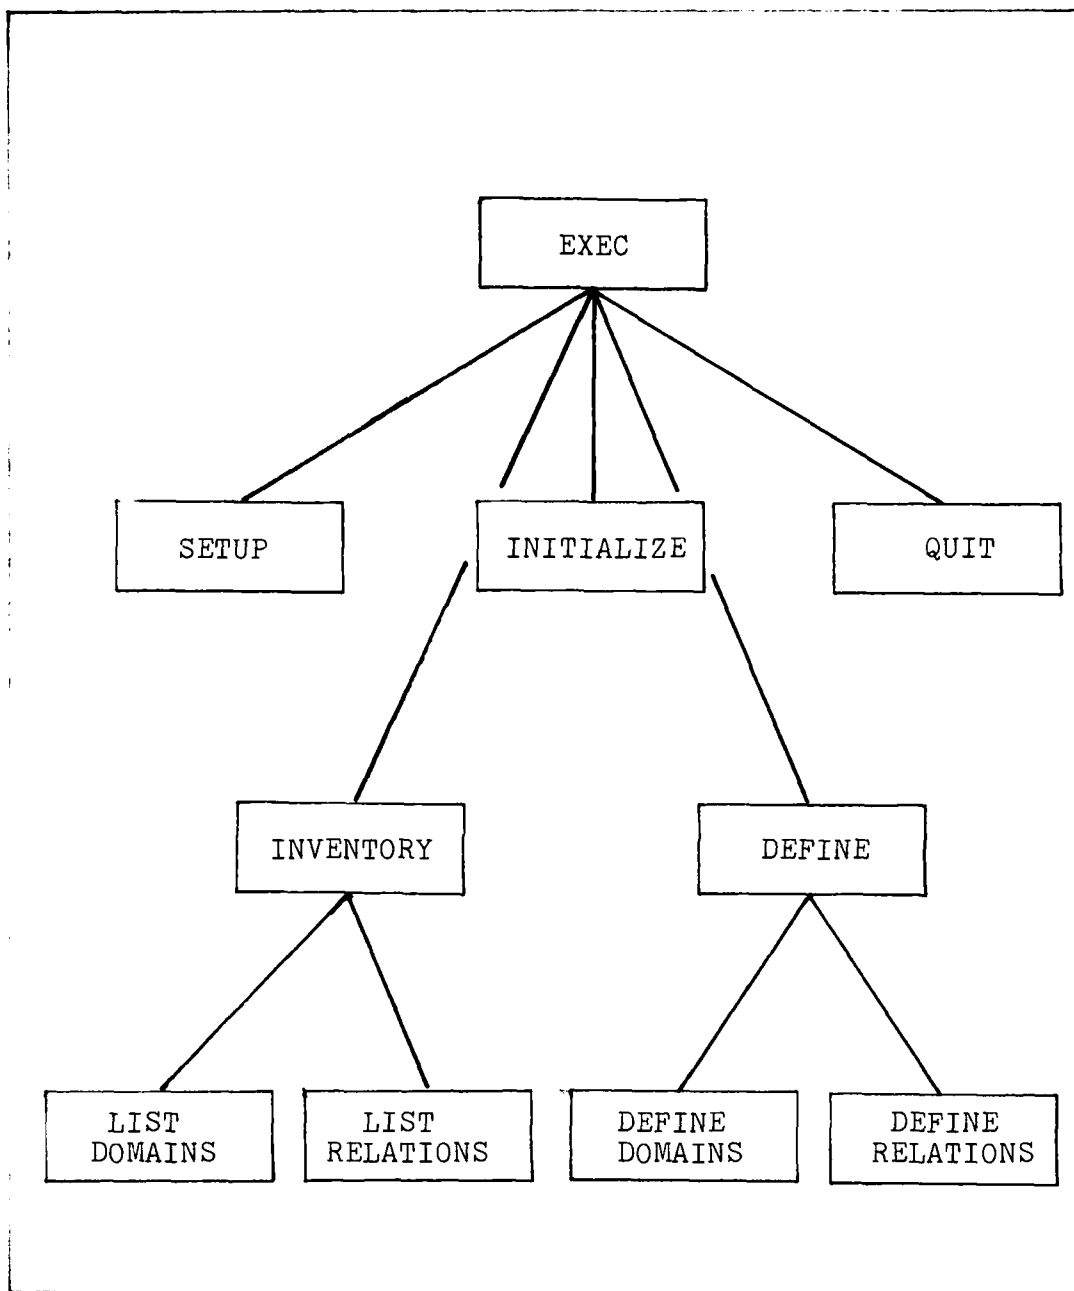 EXEC
SETUP
INITIALIZE
QUIT
INVENTORY
DEFINE
LIST
DOMAINS
LIST
RELATIONS
DEFINE
DOMAINS
DEFINE
RELATIONS